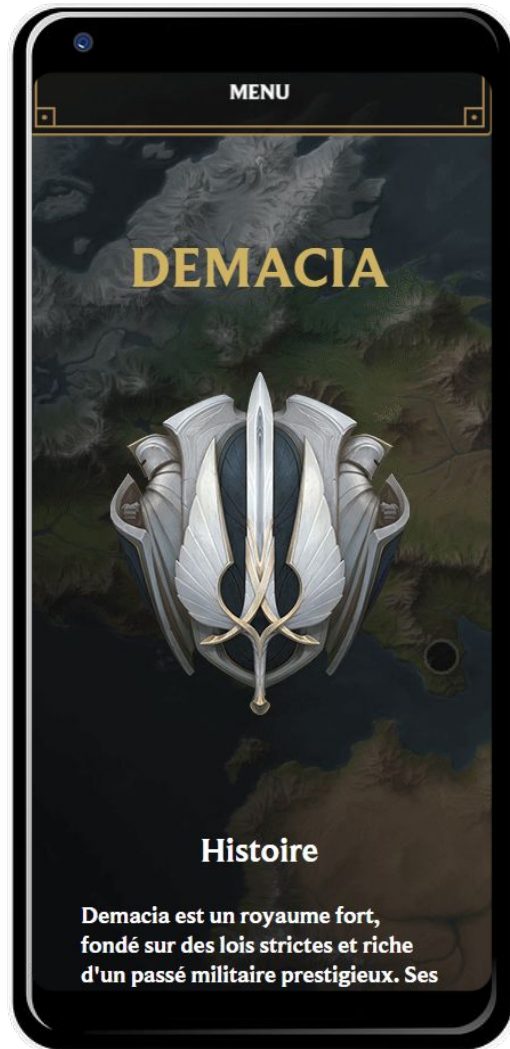 MENU
DEMACIA
Histoire
Demacia est un royaume fort,
fondé sur des lois strictes et riche
d'un passé militaire prestigieux. Ses